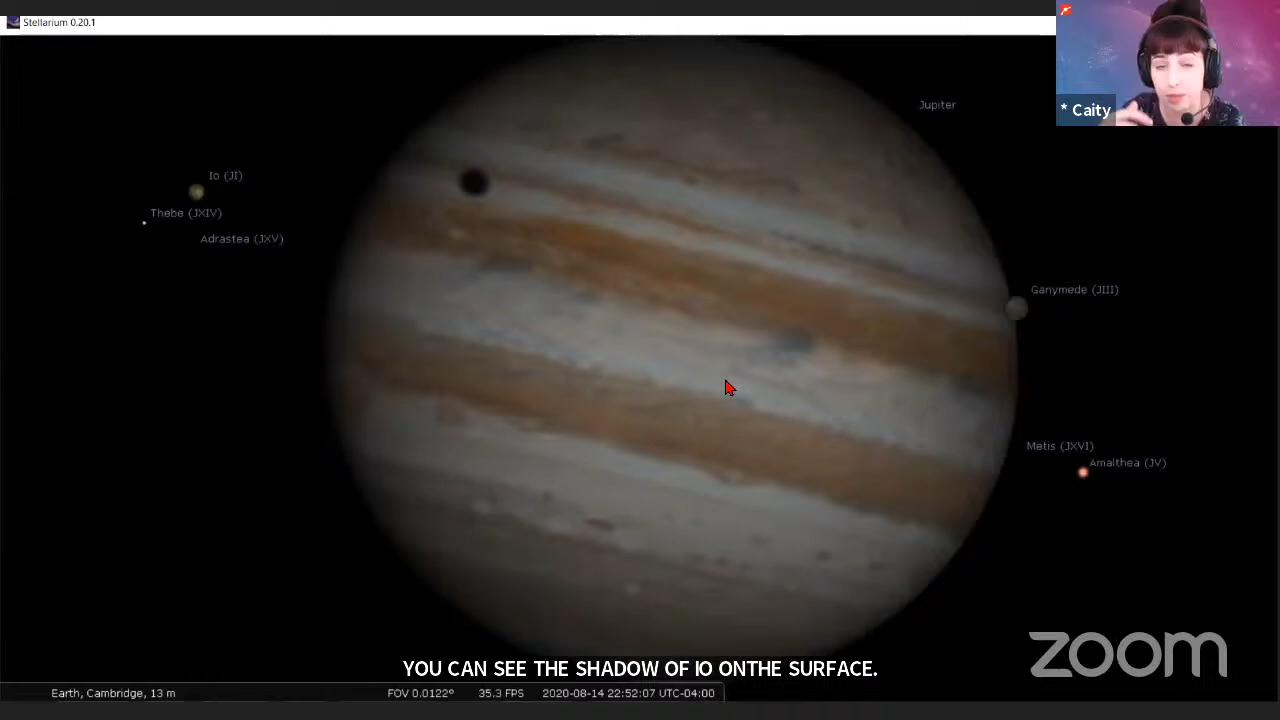 Stellarium 0.20.1
* Caity
Jupiter
Io (JI)
Thebe (JXIV)
Adrastea (JXV)
Ganymede (JIII)
Metis (JXVI)
Amalthea (JV)
zoom
YOU CAN SEE THE SHADOW OF IO ONTHE SURFACE.
Earth, Cambridge, 13 m FOV 0.0122° 35.3 FPS 2020-08-14 22:52:07 UTC-04:00